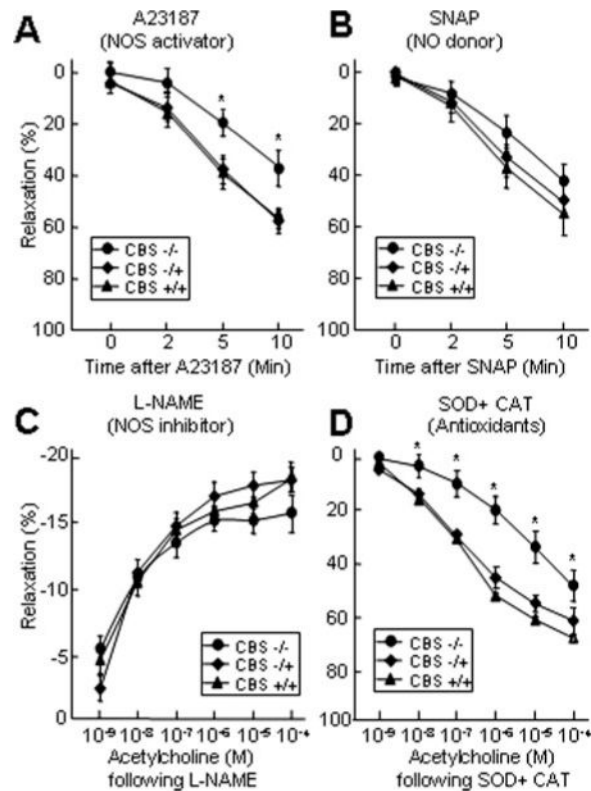 A
A23187
(NOS activator)
Relaxation (%)
0
20
40
60
80
100
*
*
CBS -/-
CBS -/+
CBS +/+
0 2 5 10
Time after A23187 (Min)
B
SNAP
(NO donor)
0
20
40
60
80
100
CBS -/-
CBS -/+
CBS +/+
0 2 5 10
Time after SNAP (Min)
C
L-NAME
(NOS inhibitor)
Relaxation (%)
-20
-15
-10
-5
0
CBS -/-
CBS -/+
CBS +/+
10⁻⁹ 10⁻⁸ 10⁻⁷ 10⁻⁶ 10⁻⁵ 10⁻⁴
Acetylcholine (M)
following L-NAME
D
SOD+ CAT
(Antioxidants)
0
20
40
60
80
100
* * * * *
CBS -/-
CBS -/+
CBS +/+
10⁻⁹ 10⁻⁸ 10⁻⁷ 10⁻⁶ 10⁻⁵ 10⁻⁴
Acetylcholine (M)
following SOD+ CAT